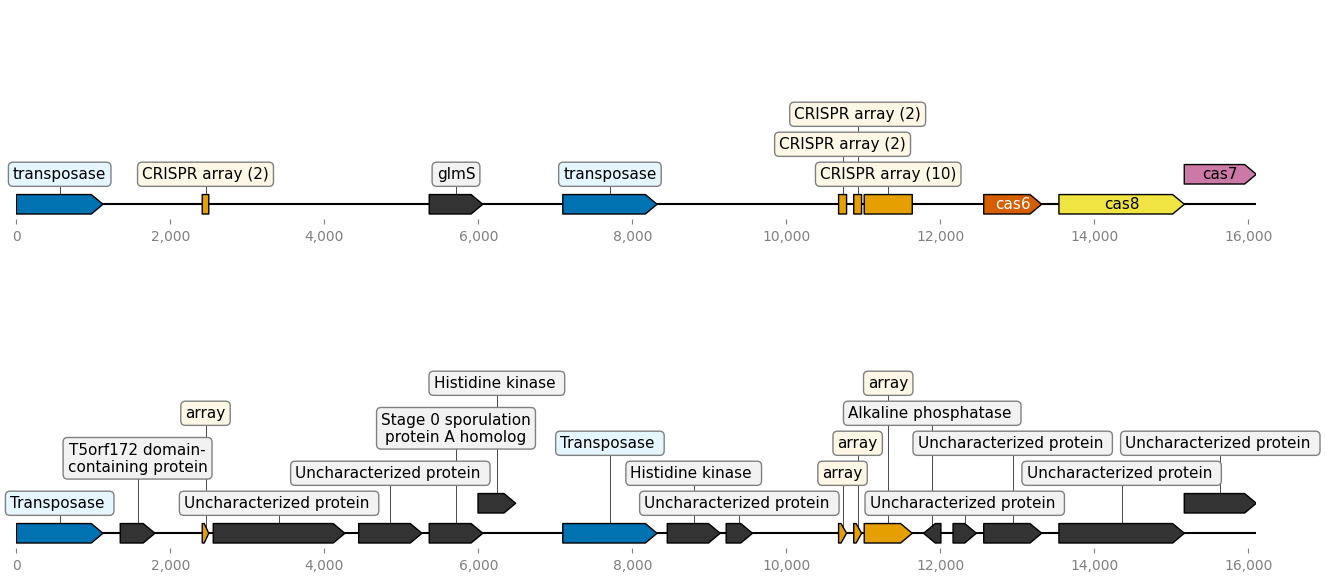 CRISPR array (2)
CRISPR array (2)
transposase CRISPR array (2) glmS transposase CRISPR array (10) cas7
cas6 cas8
0 2,000 4,000 6,000 8,000 10,000 12,000 14,000 16,000
Histidine kinase array
array Stage 0 sporulation protein A homolog Alkaline phosphatase
T5orf172 domain-containing protein Transposase array Uncharacterized protein Uncharacterized protein
Uncharacterized protein Histidine kinase array Uncharacterized protein
Transposase Uncharacterized protein Uncharacterized protein Uncharacterized protein
0 2,000 4,000 6,000 8,000 10,000 12,000 14,000 16,000